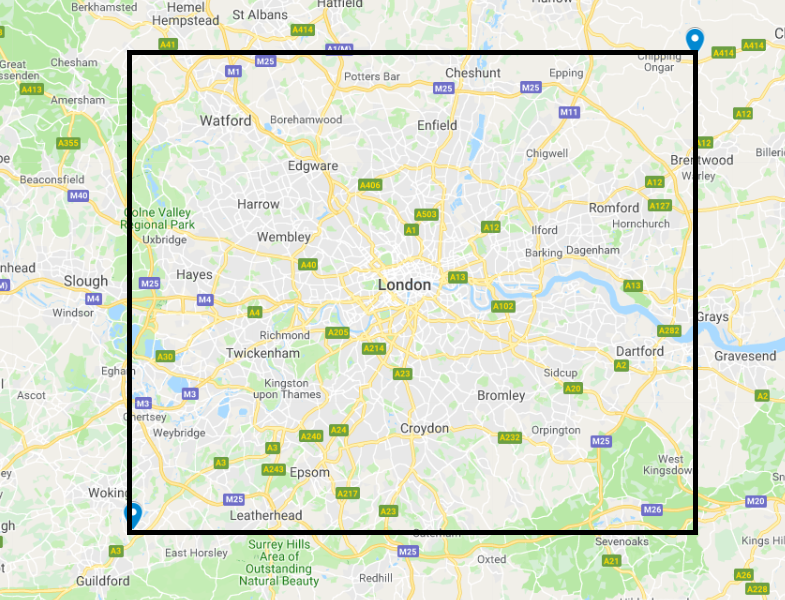 Berkhamsted
Hemel
Hempstead
St Albans
Hatfield
A414
A41
A1(M)
M25
Great
Chesham
M1
Potters Bar
Cheshunt
Epping
Chipping
Ongar
A414
A414
A413
Amersham
M25
M25
M11
A12
Watford
Borehamwood
Enfield
A355
Edgware
Chigwell
A12
Brentwood
Warley
Beaconsfield
M40
A406
A12
A127
Harrow
A503
A1
A12
Romford
Hornchurch
Colne Valley
Regional Park
Uxbridge
Wembley
Ilford
Barking
Dagenham
A40
Slough
Hayes
London
A13
A13
M25
M4
M4
Windsor
A4
A102
Grays
Richmond
A205
A282
A30
Twickenham
A214
Dartford
Gravesend
A2
Egham
Kingston
upon Thames
A23
Sidcup
A20
A2
Ascot
M3
M3
Chertsey
Bromley
Weybridge
A24
A240
Croydon
A232
Orpington
M25
A3
A3
A243
Epsom
West
Kingsdow
Woking
M25
A217
A23
M26
M20
Leatherhead
Caterham
A3
East Horsley
Surrey Hills
Area of
Outstanding
Natural Beauty
M25
Sevenoaks
Kings Hi
Guildford
Redhill
Oxted
A21
A26
A228